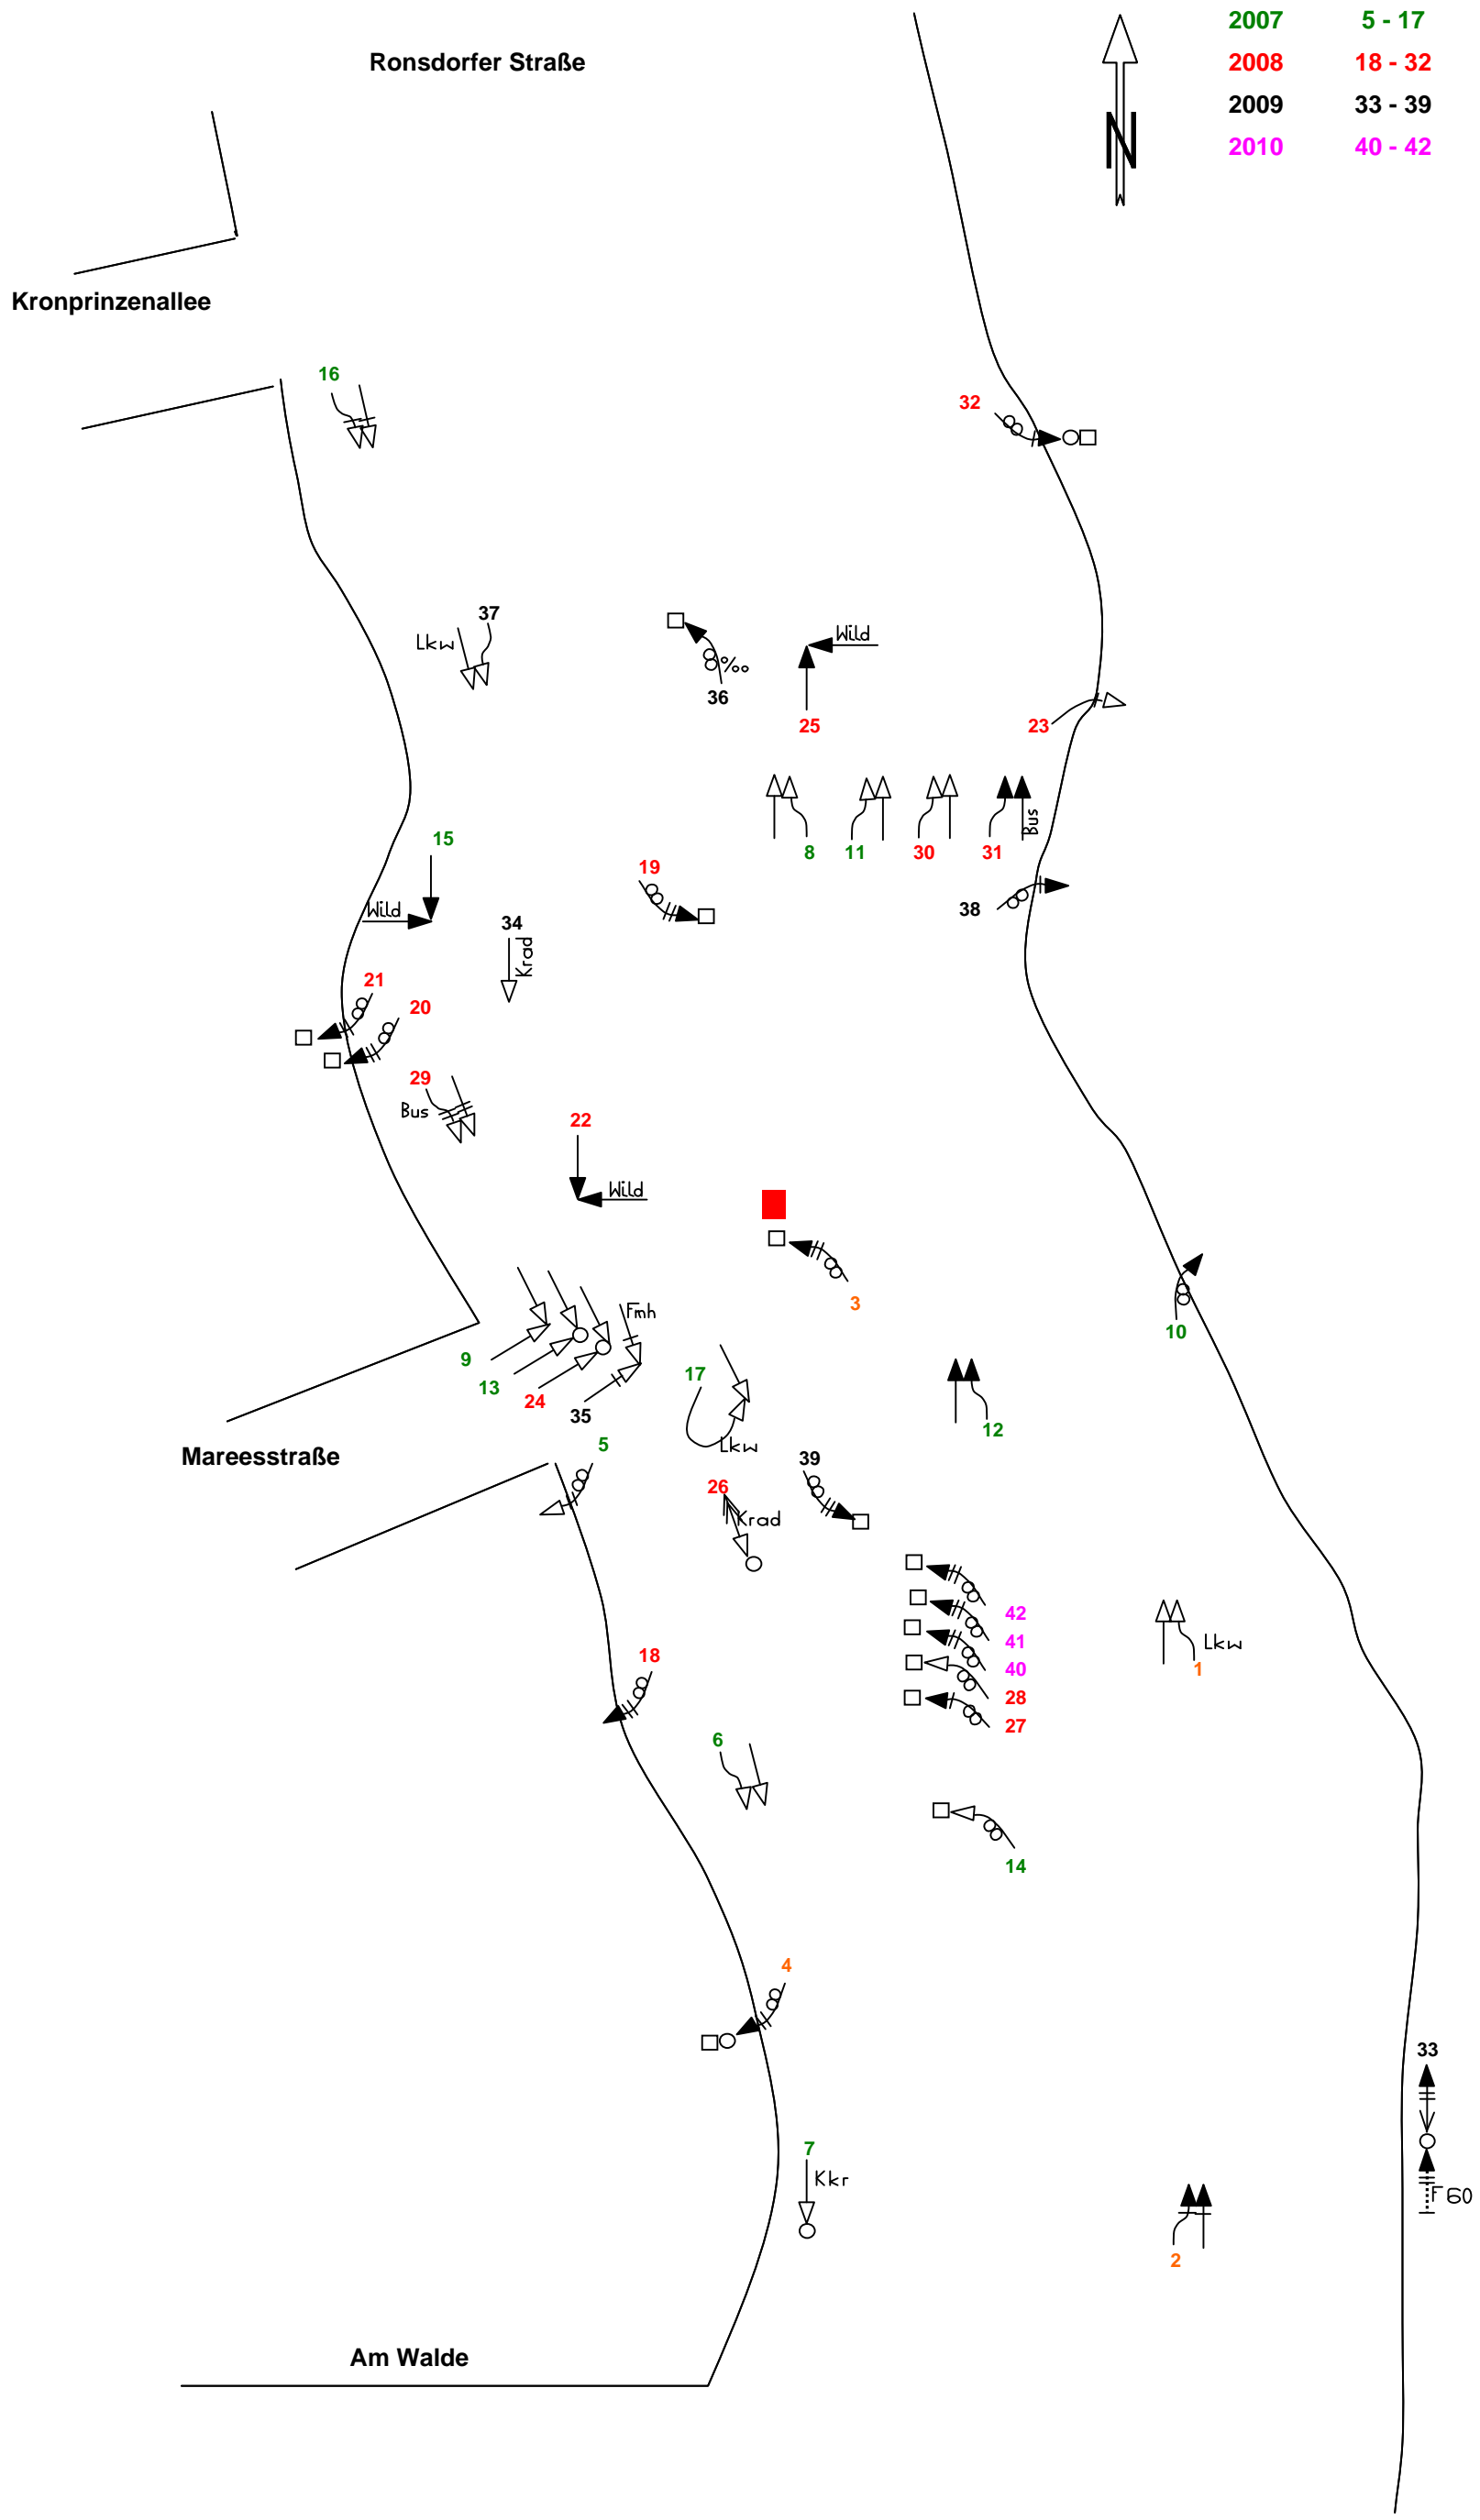 2007 5 - 17
Ronsdorfer Straße
2008 18 - 32
2009 33 - 39
N
2010 40 - 42
Kronprinzenallee
16
32
37
Lkw
Wild
‰
36
25
23
15
8
11
30
31
Bus
19
Wild
38
34
Krad
21
20
29
Bus
22
Wild
3
Fmh
10
9
17
13
24
35
12
5
Lkw
Mareesstraße
39
26
Krad
42
41
Lkw
18
40
1
28
27
6
14
4
33
7
Kkr
F 60
2
Am Walde